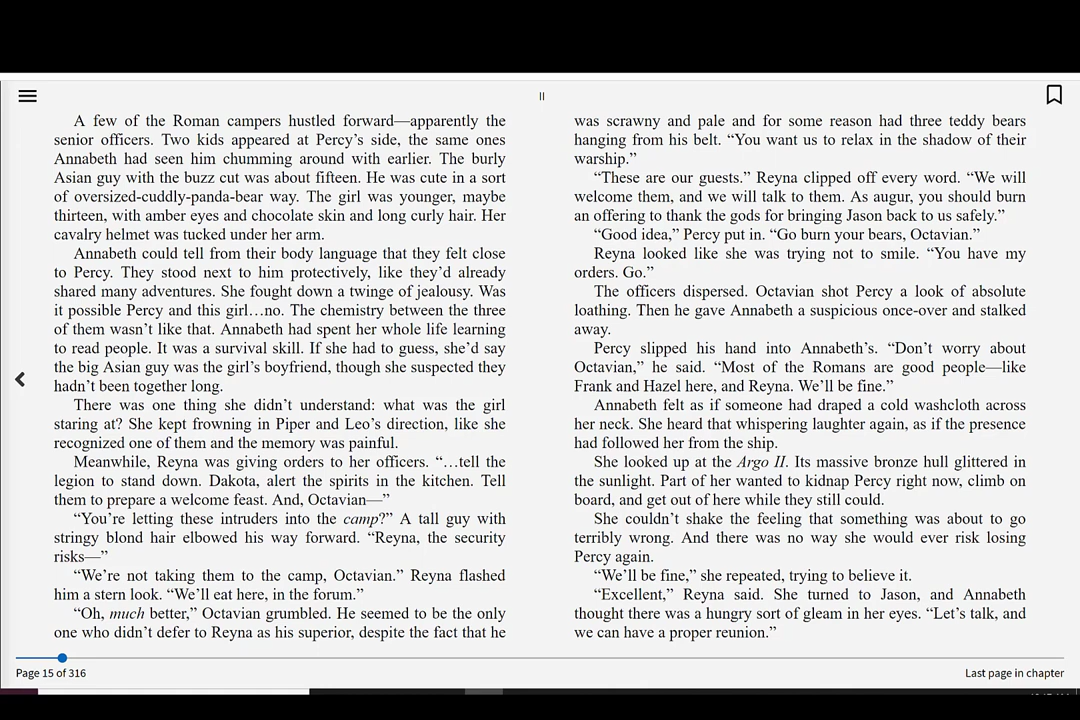 II
A few of the Roman campers hustled forward—apparently the
senior officers. Two kids appeared at Percy’s side, the same ones
Annabeth had seen him chumming around with earlier. The burly
Asian guy with the buzz cut was about fifteen. He was cute in a sort
of oversized-cuddly-panda-bear way. The girl was younger, maybe
thirteen, with amber eyes and chocolate skin and long curly hair. Her
cavalry helmet was tucked under her arm.
Annabeth could tell from their body language that they felt close
to Percy. They stood next to him protectively, like they’d already
shared many adventures. She fought down a twinge of jealousy. Was
it possible Percy and this girl…no. The chemistry between the three
of them wasn’t like that. Annabeth had spent her whole life learning
to read people. It was a survival skill. If she had to guess, she’d say
the big Asian guy was the girl’s boyfriend, though she suspected they
hadn’t been together long.
There was one thing she didn’t understand: what was the girl
staring at? She kept frowning in Piper and Leo’s direction, like she
recognized one of them and the memory was painful.
Meanwhile, Reyna was giving orders to her officers. “…tell the
legion to stand down. Dakota, alert the spirits in the kitchen. Tell
them to prepare a welcome feast. And, Octavian—”
“You’re letting these intruders into the camp?” A tall guy with
stringy blond hair elbowed his way forward. “Reyna, the security
risks—”
“We’re not taking them to the camp, Octavian.” Reyna flashed
him a stern look. “We’ll eat here, in the forum.”
“Oh, much better,” Octavian grumbled. He seemed to be the only
one who didn’t defer to Reyna as his superior, despite the fact that he
was scrawny and pale and for some reason had three teddy bears
hanging from his belt. “You want us to relax in the shadow of their
warship.”
“These are our guests.” Reyna clipped off every word. “We will
welcome them, and we will talk to them. As augur, you should burn
an offering to thank the gods for bringing Jason back to us safely.”
“Good idea,” Percy put in. “Go burn your bears, Octavian.”
Reyna looked like she was trying not to smile. “You have my
orders. Go.”
The officers dispersed. Octavian shot Percy a look of absolute
loathing. Then he gave Annabeth a suspicious once-over and stalked
away.
Percy slipped his hand into Annabeth’s. “Don’t worry about
Octavian,” he said. “Most of the Romans are good people—like
Frank and Hazel here, and Reyna. We’ll be fine.”
Annabeth felt as if someone had draped a cold washcloth across
her neck. She heard that whispering laughter again, as if the presence
had followed her from the ship.
She looked up at the Argo II. Its massive bronze hull glittered in
the sunlight. Part of her wanted to kidnap Percy right now, climb on
board, and get out of here while they still could.
She couldn’t shake the feeling that something was about to go
terribly wrong. And there was no way she would ever risk losing
Percy again.
“We’ll be fine,” she repeated, trying to believe it.
“Excellent,” Reyna said. She turned to Jason, and Annabeth
thought there was a hungry sort of gleam in her eyes. “Let’s talk, and
we can have a proper reunion.”
Page 15 of 316
Last page in chapter